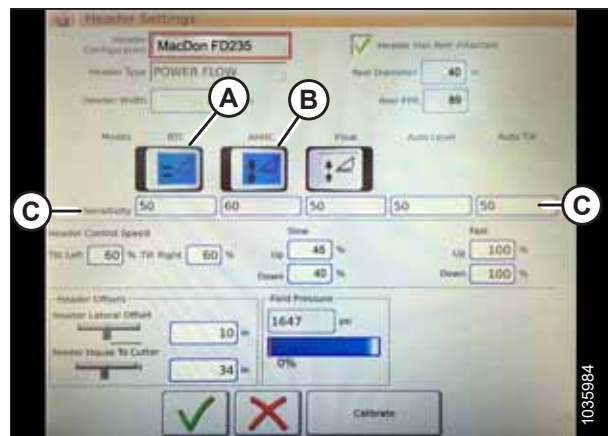 Header Settings
Header Configuration MacDon FD235
Header Has Reel Attached
Header Type POWER FLOW
Reel Diameter 40 in
Header Width
Reel PPR 89
A
B
Modes RTC AHHC Float Auto Level Auto Tilt
C Sensitivity 50 60 50 50 50 C
Header Control Speed
Slow
Fast
Tilt Left 60 % Tilt Right 60 %
Up 45 %
Up 100 %
Down 40 %
Down 100 %
Header Offsets
Field Pressure
Header Lateral Offset
10 in
1647 psi
Feeder House To Cutter
34 in
0%
Calibrate
1035984